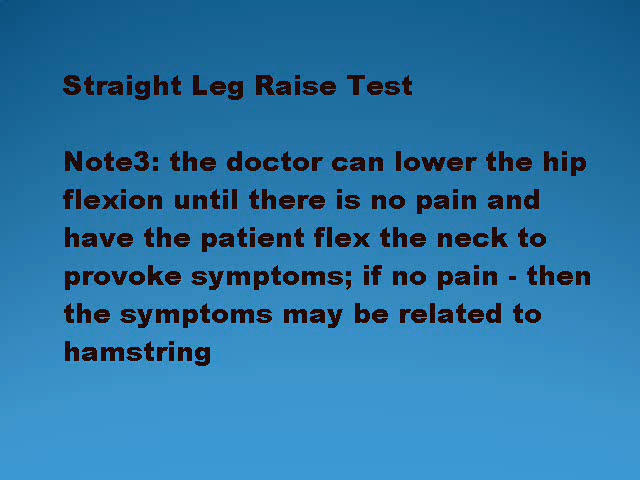 Straight Leg Raise Test
Note3: the doctor can lower the hip
flexion until there is no pain and
have the patient flex the neck to
provoke symptoms; if no pain - then
the symptoms may be related to
hamstring